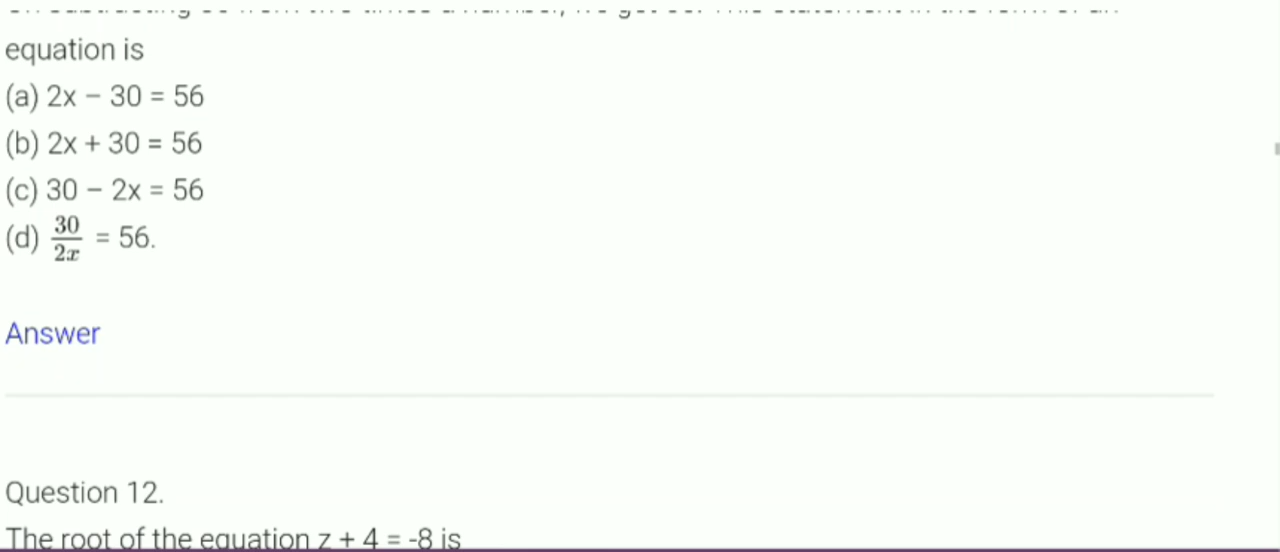 equation is
(a) 2x – 30 = 56
(b) 2x + 30 = 56
(c) 30 – 2x = 56
(d) \frac{30}{2x} = 56.
Answer
Question 12.
The root of the equation z + 4 = -8 is